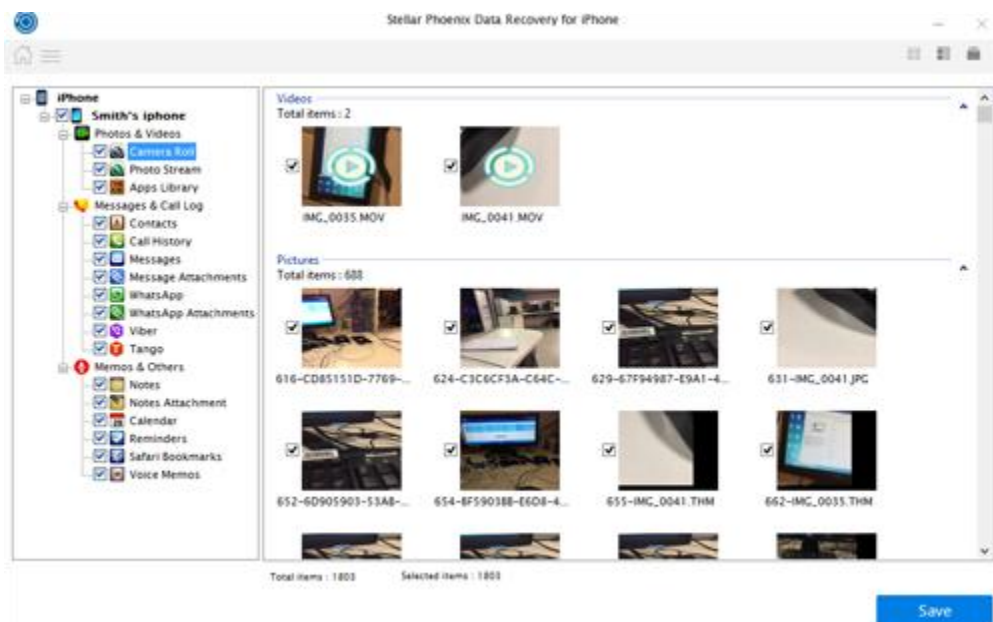 Stellar Phoenix Data Recovery for iPhone
iPhone
Smith's iphone
Photos & Videos
Camera Roll
Photo Stream
Apps Library
Messages & Call Log
Contacts
Call History
Messages
Message Attachments
WhatsApp
WhatsApp Attachments
Viber
Tango
Memos & Others
Notes
Notes Attachment
Calendar
Reminders
Safari Bookmarks
Voice Memos
Videos
Total items : 2
IMG_0035.MOV IMG_0041.MOV
Pictures
Total items : 688
616-CD85151D-7769-... 624-C3C6CF3A-C64C-... 629-67F94987-E9A1-4... 631-IMG_0041.JPG
652-6D905903-53A8-... 654-8F59038B-E6D8-4... 655-IMG_0041.THM 662-IMG_0035.THM
Total items : 1803 Selected items : 1803
Save